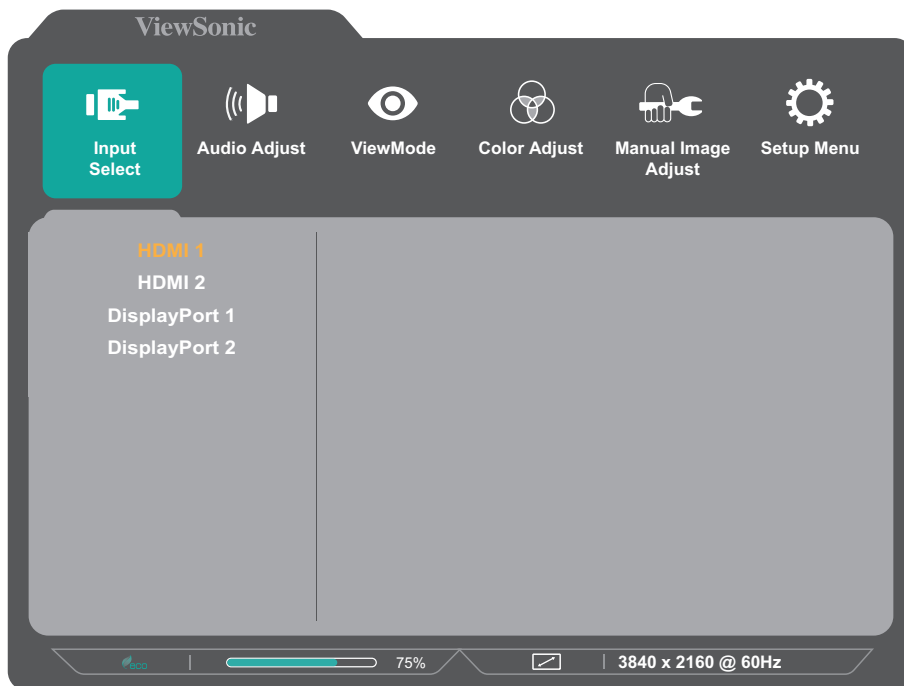 ViewSonic
Input
Select
Audio Adjust
ViewMode
Color Adjust
Manual Image
Adjust
Setup Menu
HDMI 1
HDMI 2
DisplayPort 1
DisplayPort 2
eco
75%
3840 x 2160 @ 60Hz